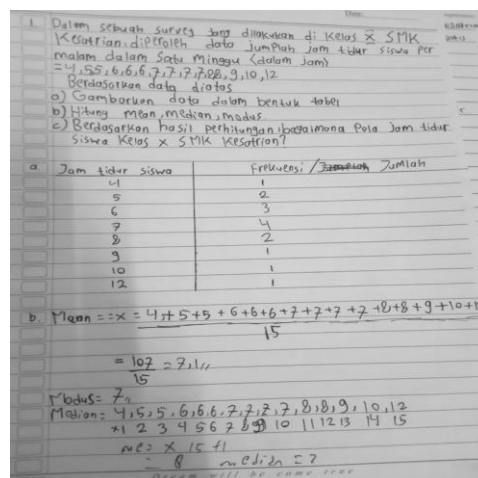 1. Dalam sebuah survey yang dilakukan di Kelas X SMK
Kesatrian, diperoleh data jumlah jam tidur siswa per
malam dalam satu minggu (dalam jam)
= 4,5,5,6,6,6,7,7,7,7,8,8,9,10,12
Berdasarkan data diatas
a) Gambarkan data dalam bentuk tabel
b) Hitung mean, median, modus.
c) Berdasarkan hasil perhitungan, bagaimana Pola Jam tidur
siswa Kelas X SMK Kesatrian?
a. Jam tidur siswa Frekuensi / Jumlah
4 1
5 2
6 3
7 4
8 2
9 1
10 1
12 1
b. Mean = x = 4+5+5+6+6+6+7+7+7+7+8+8+9+10+1
15
= 107 = 7,1,,
15
Modus = 7,,
Median = 4,5,5,6,6,6,7,7,7,7,8,8,9,10,12
x1 2 3 4 5 6 7 8 9 10 11 12 13 14 15
me = x 15 +1
= 8 median = 7